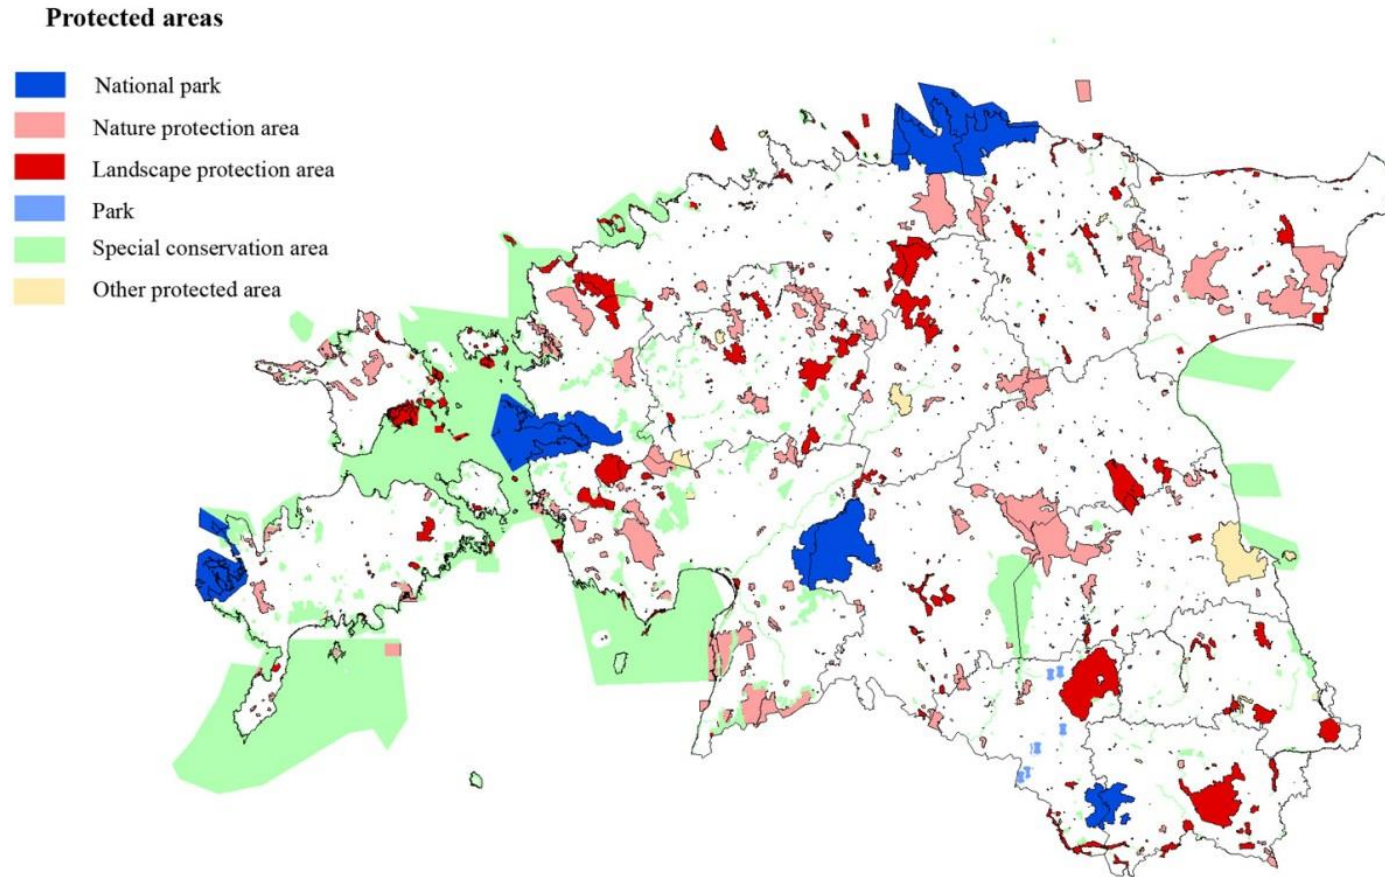 Protected areas
National park
Nature protection area
Landscape protection area
Park
Special conservation area
Other protected area